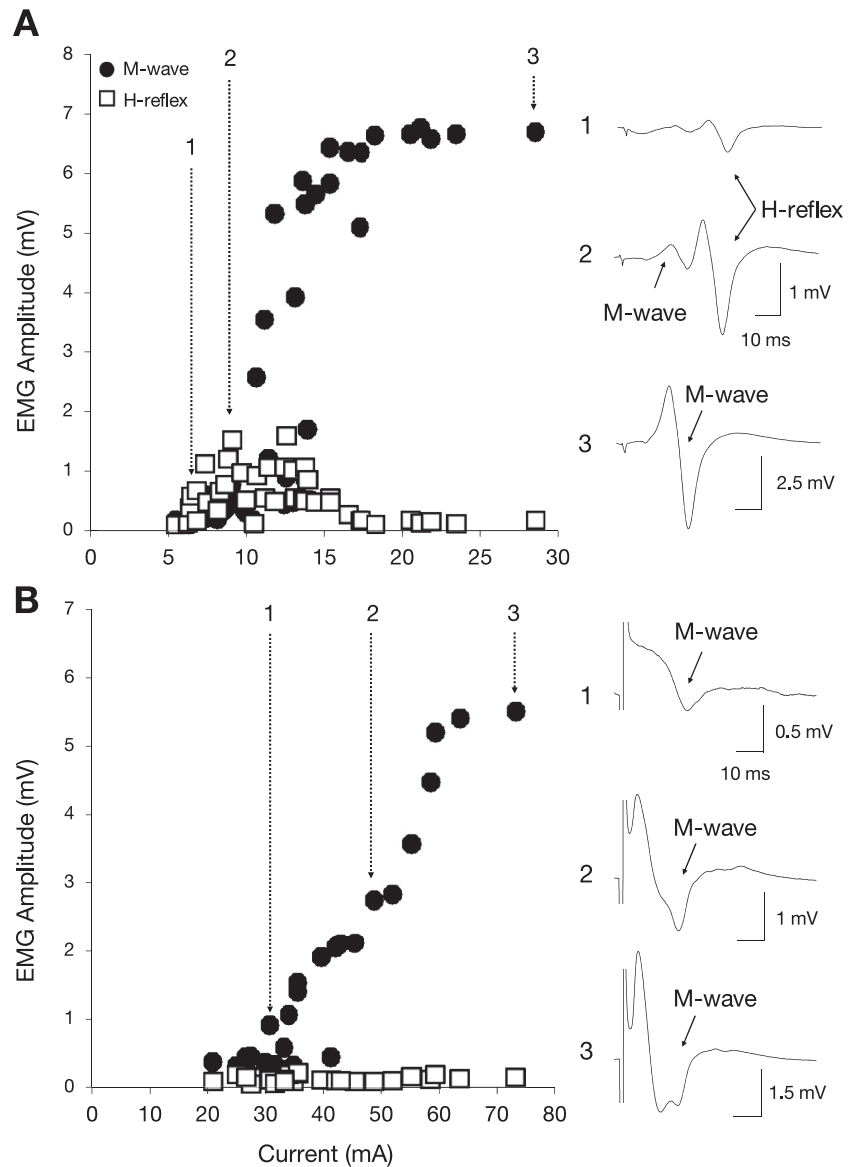 A
8
7
6
5
4
3
2
1
0
EMG Amplitude (mV)
M-wave
H-reflex
1
2
3
0 5 10 15 20 25 30
1
H-reflex
2
M-wave
1 mV
10 ms
M-wave
3
2.5 mV
B
7
6
5
4
3
2
1
0
EMG Amplitude (mV)
1
2
3
0 10 20 30 40 50 60 70 80
Current (mA)
M-wave
1
0.5 mV
10 ms
M-wave
2
1 mV
M-wave
3
1.5 mV